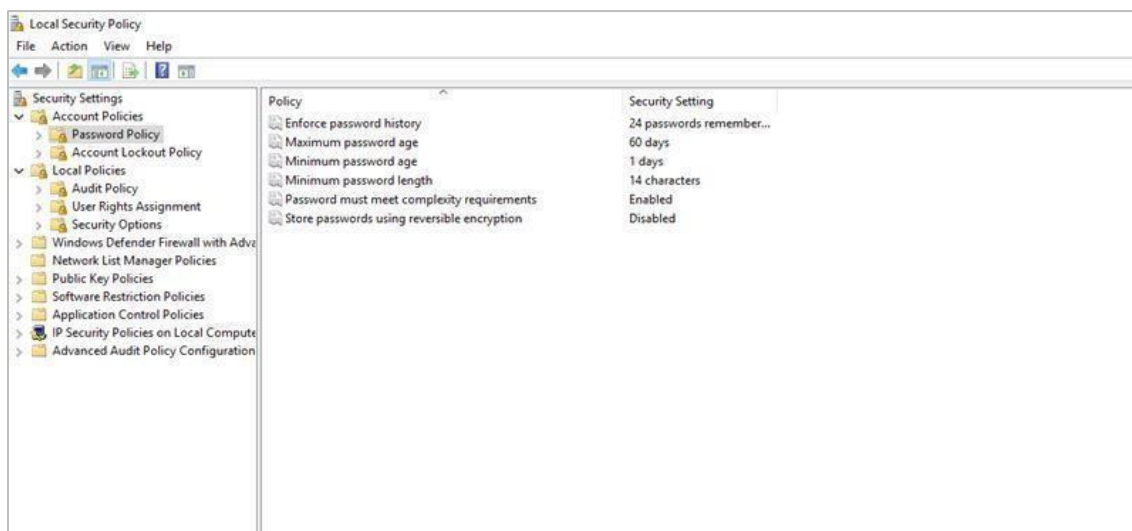 Local Security Policy
File Action View Help
Security Settings
Account Policies
Password Policy
Account Lockout Policy
Local Policies
Audit Policy
User Rights Assignment
Security Options
Windows Defender Firewall with Adva
Network List Manager Policies
Public Key Policies
Software Restriction Policies
Application Control Policies
IP Security Policies on Local Compute
Advanced Audit Policy Configuration
Policy Security Setting
Enforce password history 24 passwords remember...
Maximum password age 60 days
Minimum password age 1 days
Minimum password length 14 characters
Password must meet complexity requirements Enabled
Store passwords using reversible encryption Disabled